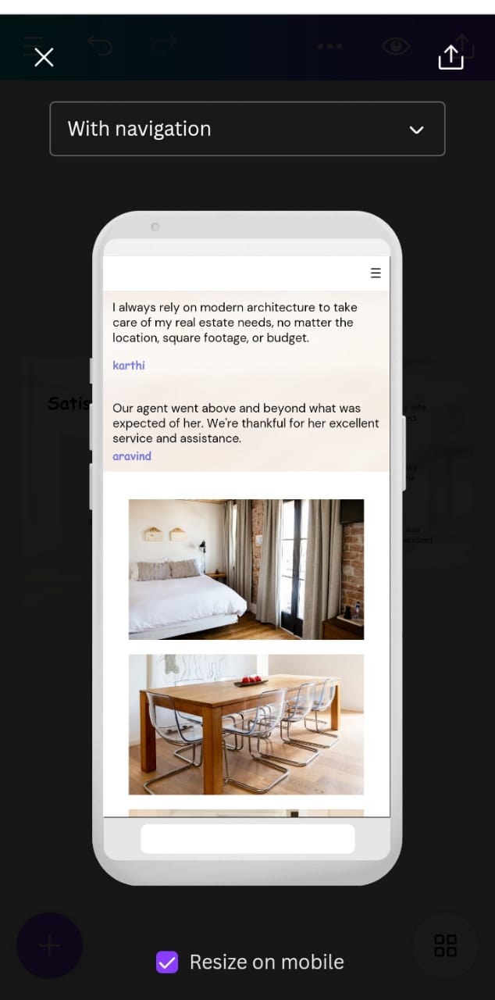 With navigation
I always rely on modern architecture to take
care of my real estate needs, no matter the
location, square footage, or budget.
karthi
Satis
Our agent went above and beyond what was
expected of her. We're thankful for her excellent
service and assistance.
aravind
was
excellent
Resize on mobile